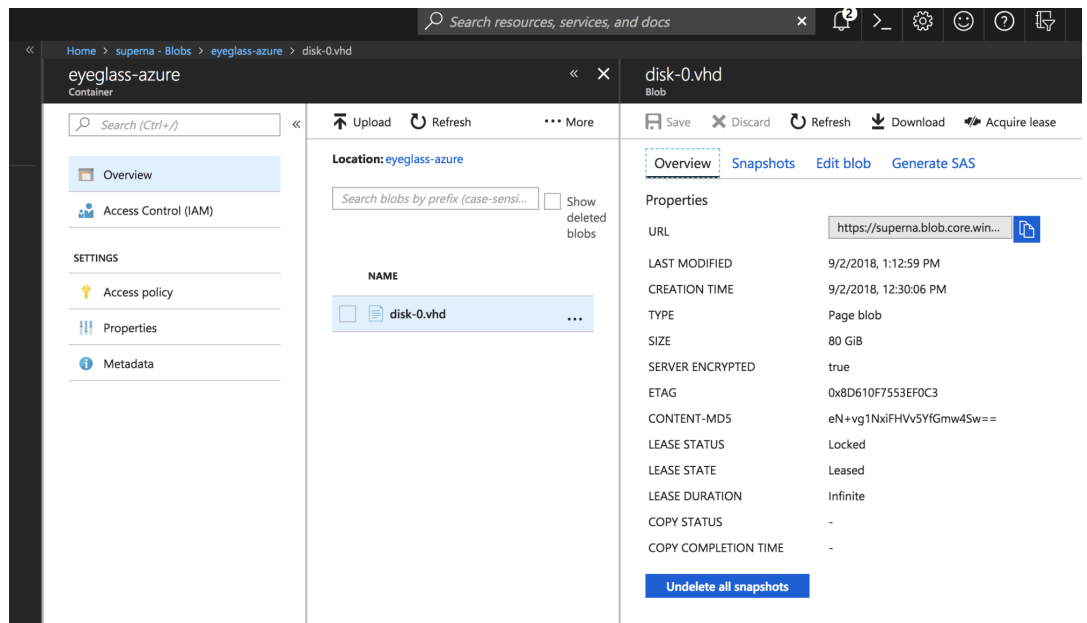 Search resources, services, and docs
2
Home > superna - Blobs > eyeglass-azure > disk-0.vhd
eyeglass-azure
Container
Search (Ctrl+/)
Overview
Access Control (IAM)
SETTINGS
Access policy
Properties
Metadata
Upload
Refresh
More
Location: eyeglass-azure
Search blobs by prefix (case-sensi...
Show
deleted
blobs
NAME
disk-0.vhd
disk-0.vhd
Blob
Save
Discard
Refresh
Download
Acquire lease
Overview
Snapshots
Edit blob
Generate SAS
Properties
URL https://superna.blob.core.win...
LAST MODIFIED 9/2/2018, 1:12:59 PM
CREATION TIME 9/2/2018, 12:30:06 PM
TYPE Page blob
SIZE 80 GiB
SERVER ENCRYPTED true
ETAG 0x8D610F7553EF0C3
CONTENT-MD5 eN+vg1NxiFHVv5YfGmw4Sw==
LEASE STATUS Locked
LEASE STATE Leased
LEASE DURATION Infinite
COPY STATUS -
COPY COMPLETION TIME -
Undelete all snapshots